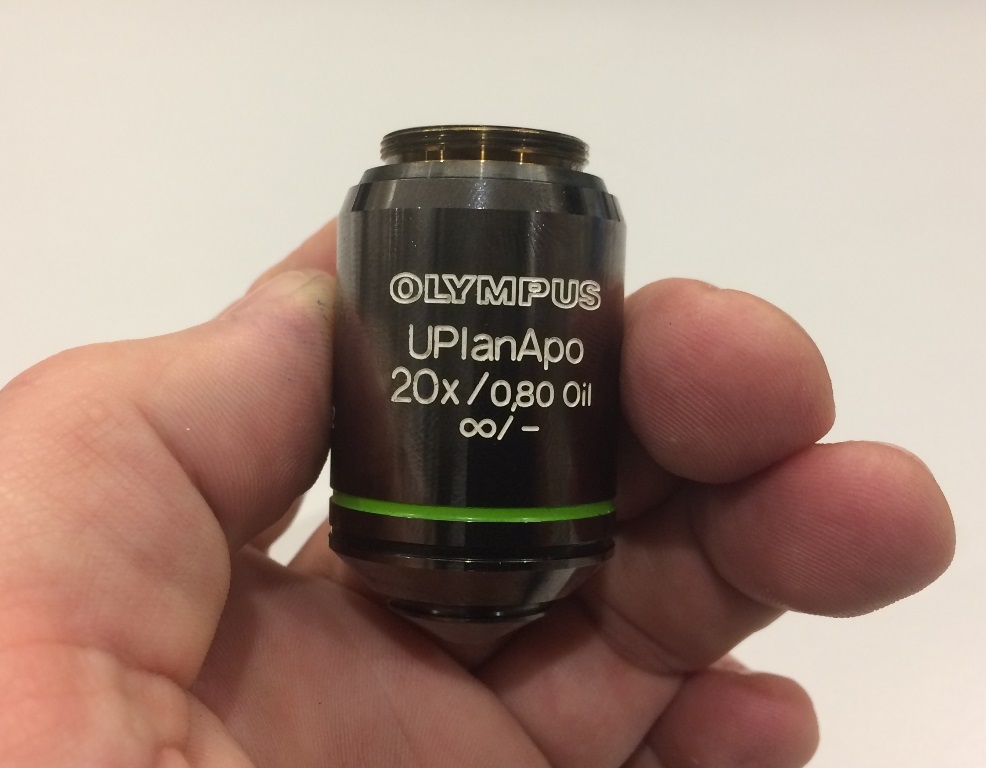 OLYMPUS
UPlanApo
20x/0,80 Oil
∞/-